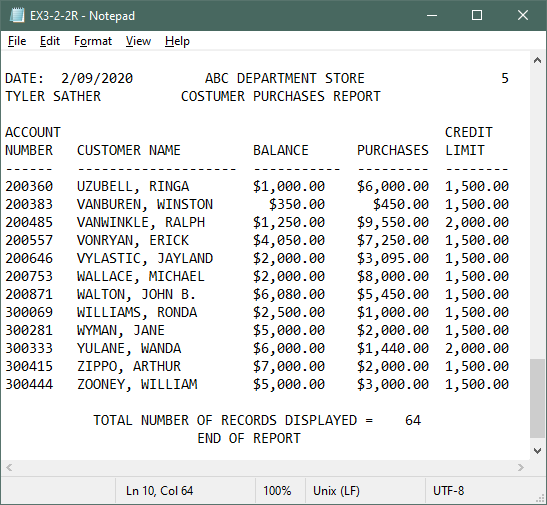 EX3-2-2R - Notepad
File Edit Format View Help
DATE: 2/09/2020 ABC DEPARTMENT STORE 5
TYLER SATHER COSTUMER PURCHASES REPORT
ACCOUNT CREDIT
NUMBER CUSTOMER NAME BALANCE PURCHASES LIMIT
------ -------------------- ----------- --------- --------
200360 UZUBELL, RINGA $1,000.00 $6,000.00 1,500.00
200383 VANBUREN, WINSTON $350.00 $450.00 1,500.00
200485 VANWINKLE, RALPH $1,250.00 $9,550.00 2,000.00
200557 VONRYAN, ERICK $4,050.00 $7,250.00 1,500.00
200646 VYLASTIC, JAYLAND $2,000.00 $3,095.00 1,500.00
200753 WALLACE, MICHAEL $2,000.00 $8,000.00 1,500.00
200871 WALTON, JOHN B. $6,080.00 $5,450.00 1,500.00
300069 WILLIAMS, RONDA $2,500.00 $1,000.00 1,500.00
300281 WYMAN, JANE $5,000.00 $2,000.00 1,500.00
300333 YULANE, WANDA $6,000.00 $1,440.00 2,000.00
300415 ZIPPO, ARTHUR $7,000.00 $2,000.00 1,500.00
300444 ZOONEY, WILLIAM $5,000.00 $3,000.00 1,500.00
TOTAL NUMBER OF RECORDS DISPLAYED = 64
END OF REPORT
Ln 10, Col 64 100% Unix (LF) UTF-8